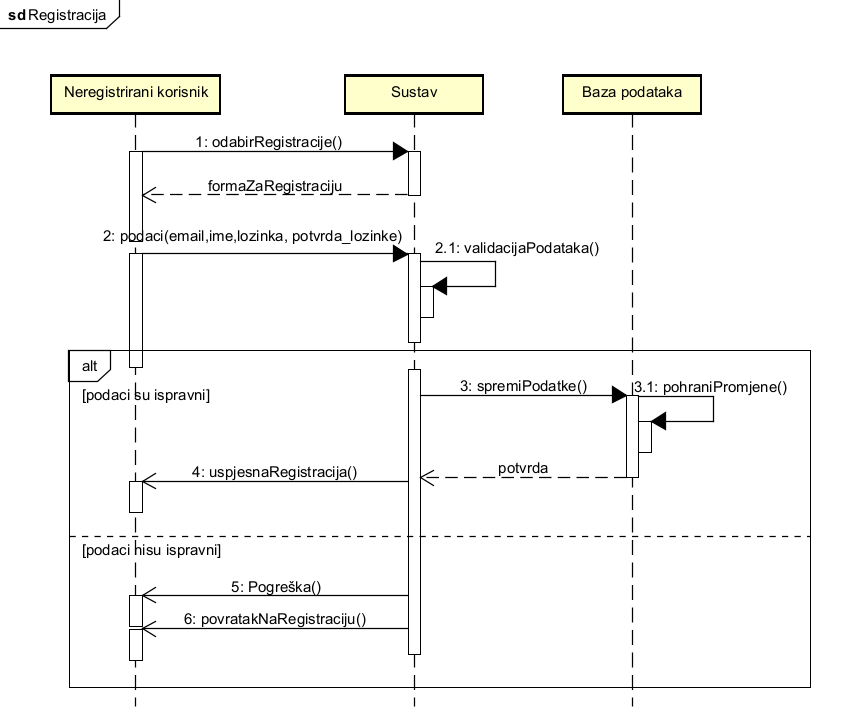 sd Registracija
Neregistrirani korisnik
Sustav
Baza podataka
1: odabirRegistracije()
formaZaRegistraciju
2: podaci(email,ime,lozinka, potvrda_lozinke)
2.1: validacijaPodataka()
alt
[podaci su ispravni]
3: spremiPodatke()
3.1: pohraniPromjene()
potvrda
4: uspjesnaRegistracija()
[podaci nisu ispravni]
5: Pogreška()
6: povratakNaRegistraciju()